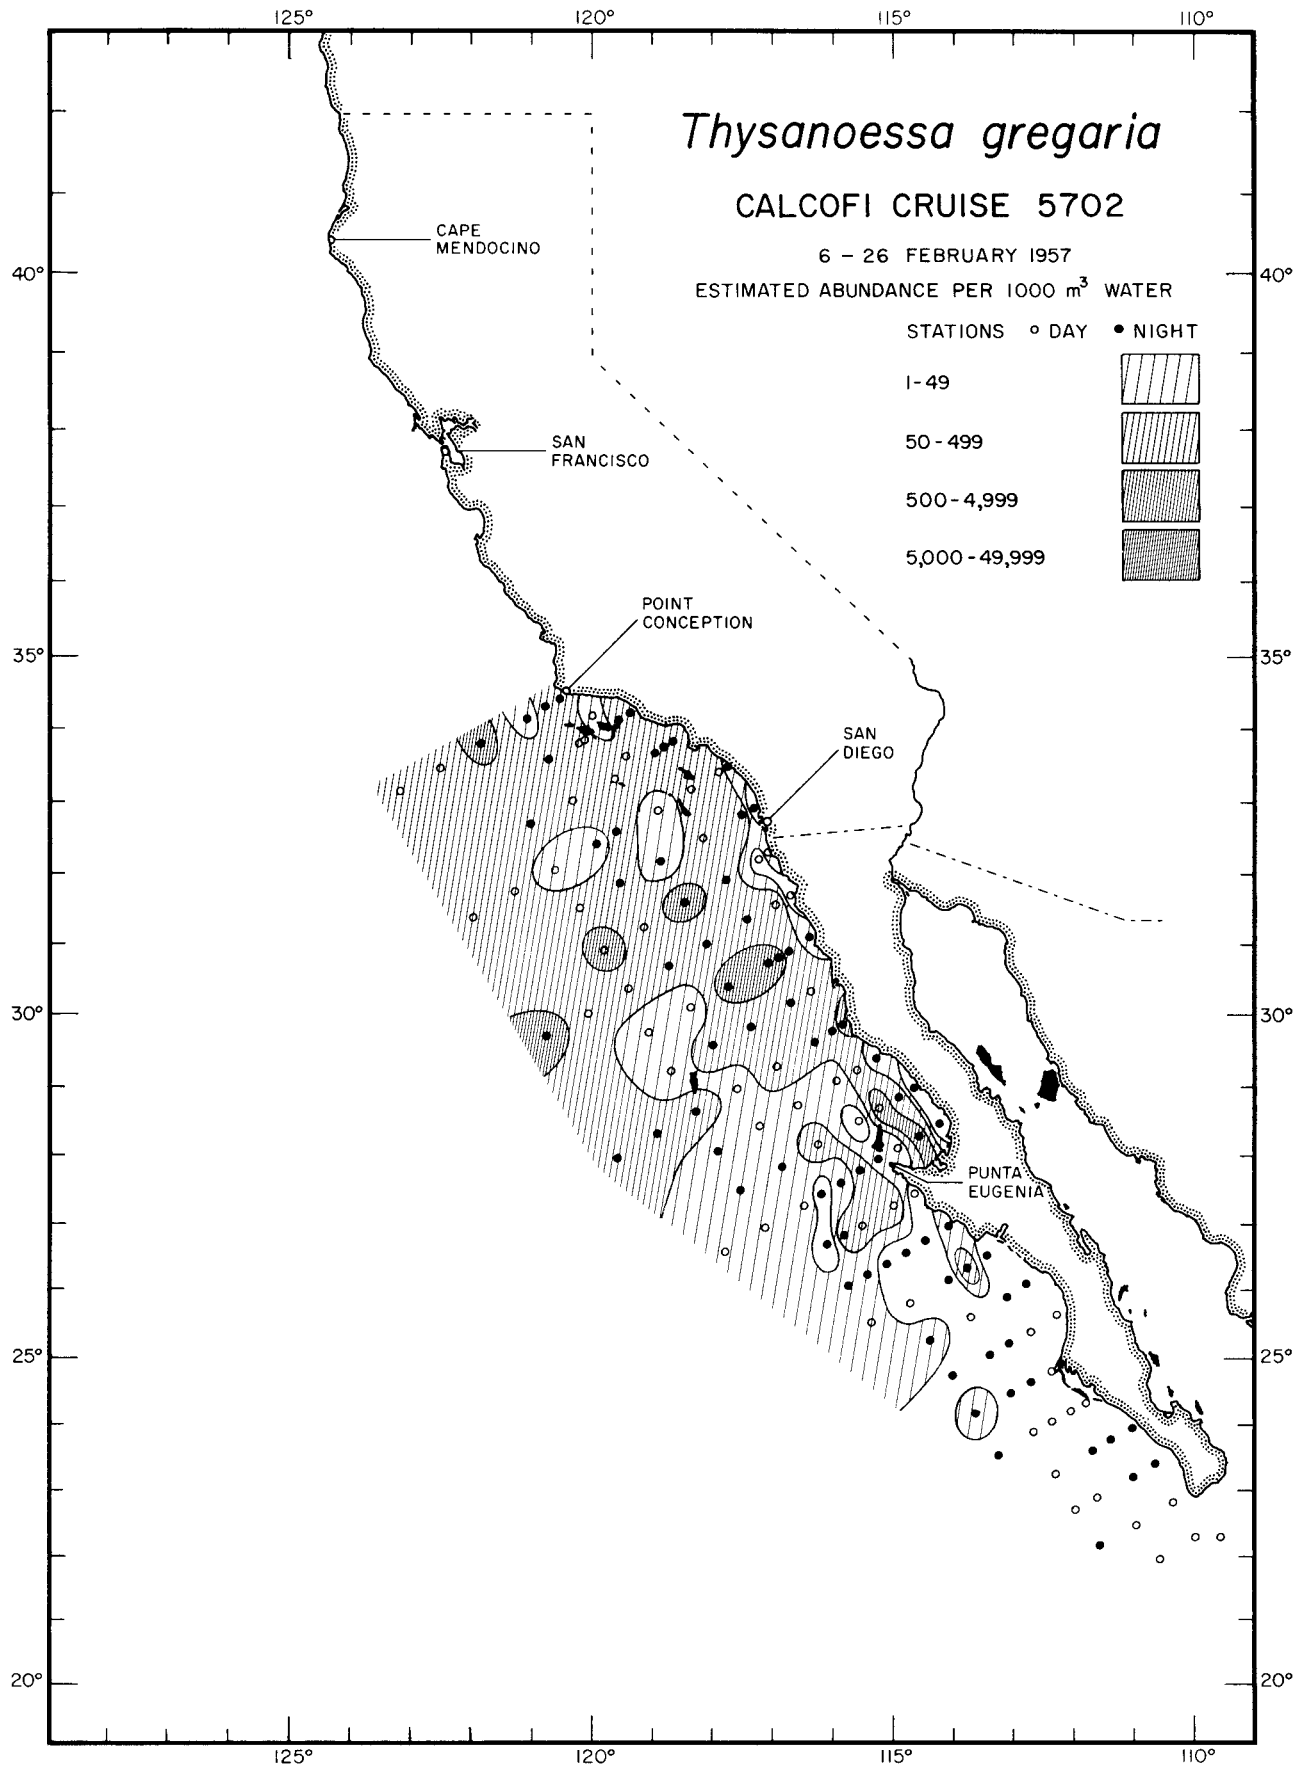 125° 120° 115° 110°
Thysanoessa gregaria
CALCOFI CRUISE 5702
6 – 26 FEBRUARY 1957
ESTIMATED ABUNDANCE PER 1000 m³ WATER
STATIONS ○ DAY ● NIGHT
1-49
50-499
500-4,999
5,000-49,999
CAPE
MENDOCINO
40° 40°
SAN
FRANCISCO
POINT
CONCEPTION
35° 35°
SAN
DIEGO
30° 30°
PUNTA
EUGENIA
25° 25°
20° 20°
125° 120° 115° 110°